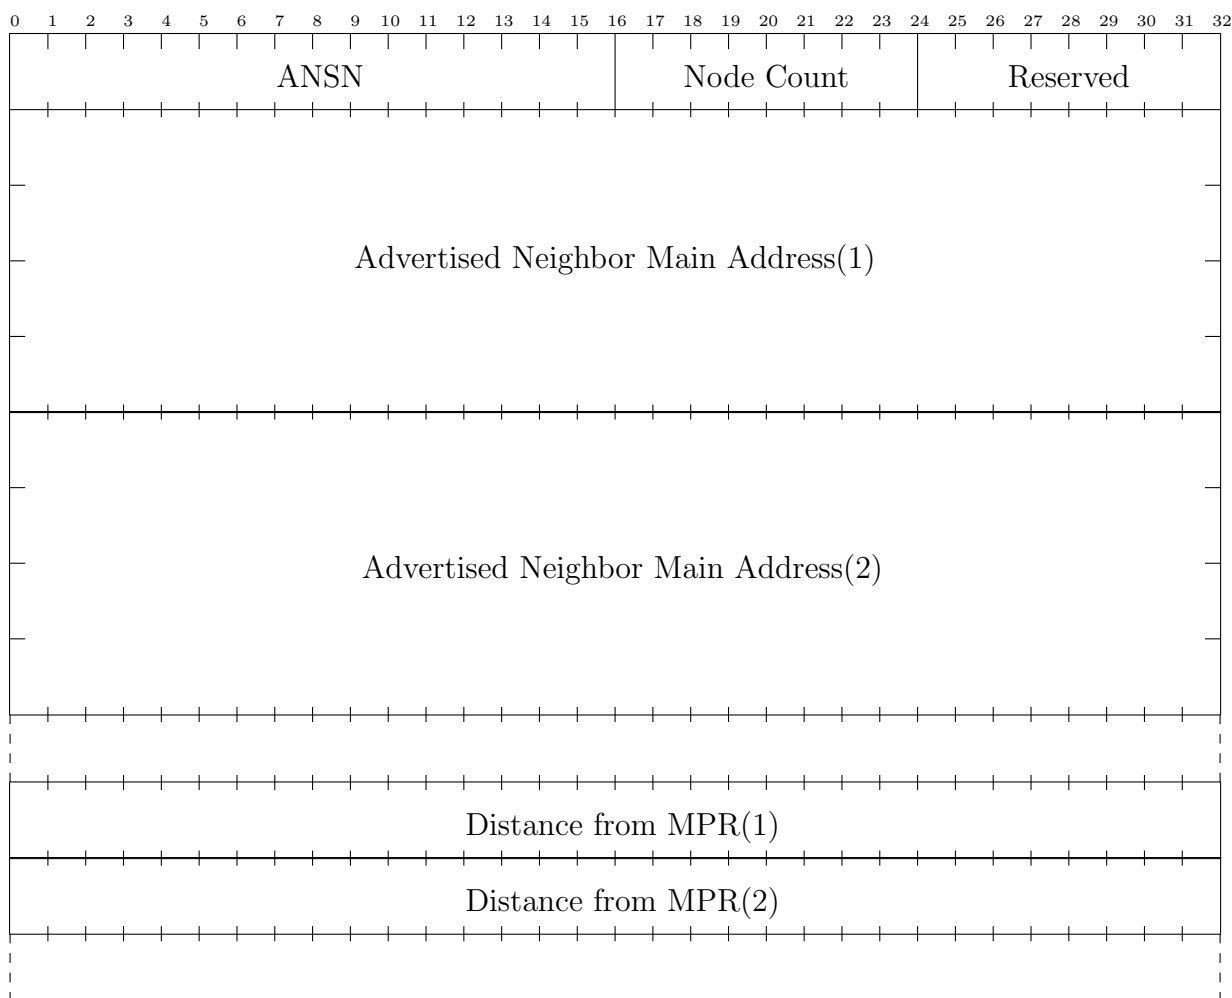 0 1 2 3 4 5 6 7 8 9 10 11 12 13 14 15 16 17 18 19 20 21 22 23 24 25 26 27 28 29 30 31 32
ANSN Node Count Reserved
Advertised Neighbor Main Address(1)
Advertised Neighbor Main Address(2)
Distance from MPR(1)
Distance from MPR(2)